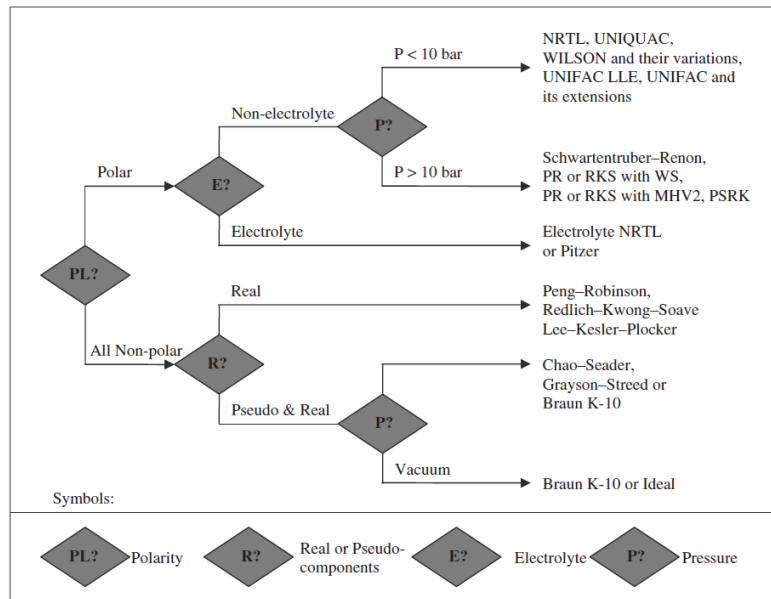 P < 10 bar
NRTL, UNIQUAC,
WILSON and their variations,
UNIFAC LLE, UNIFAC and
its extensions
Non-electrolyte
P?
Polar
E?
P > 10 bar
Schwartentruber–Renon,
PR or RKS with WS,
PR or RKS with MHV2, PSRK
Electrolyte
Electrolyte NRTL
or Pitzer
PL?
Real
Peng–Robinson,
Redlich–Kwong–Soave
Lee–Kesler–Plocker
All Non-polar
R?
Chao–Seader,
Grayson–Streed or
Braun K-10
Pseudo & Real
P?
Vacuum
Braun K-10 or Ideal
Symbols:
PL?
Polarity
R?
Real or Pseudo-
components
E?
Electrolyte
P?
Pressure